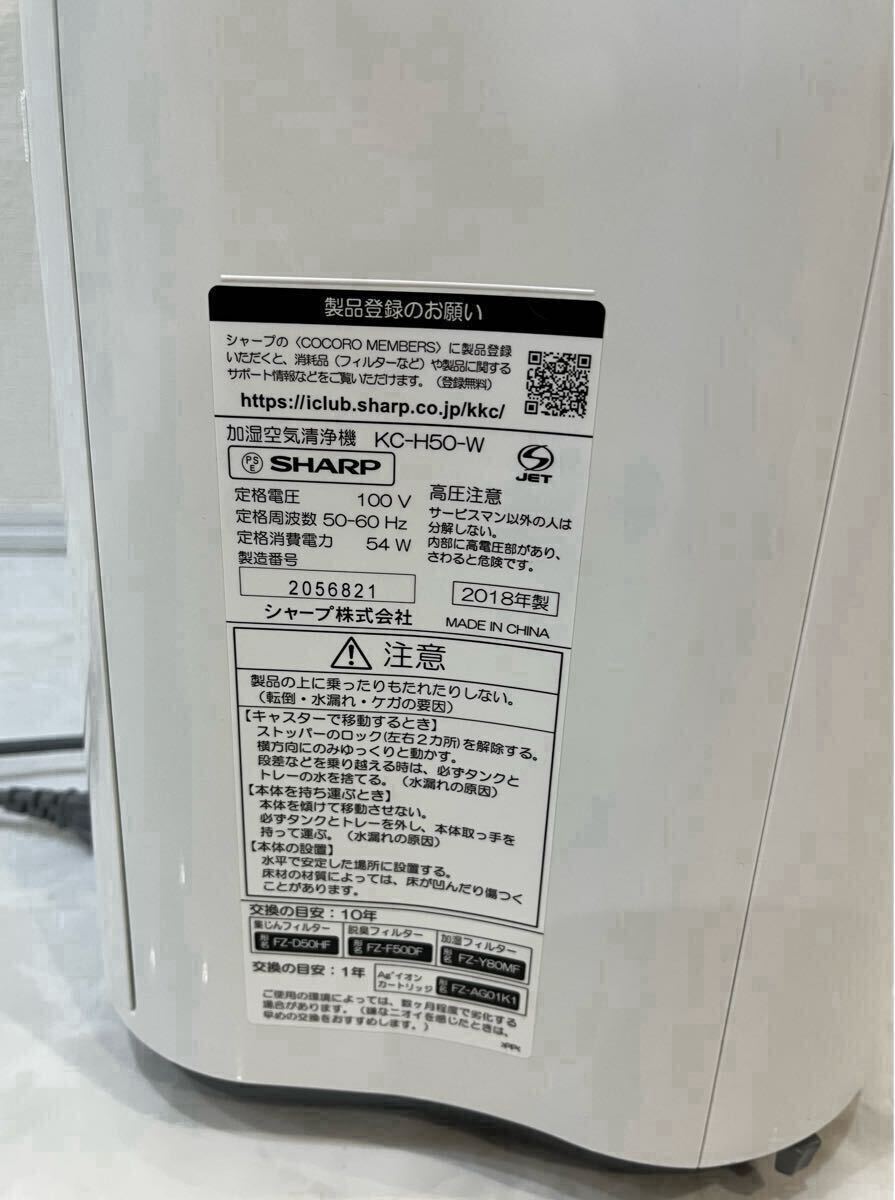 製品登録のお願い
シャープの〈COCORO MEMBERS〉に製品登録
いただくと、消耗品（フィルターなど）や製品に関する
サポート情報などをご覧いただけます。（登録無料）
https://iclub.sharp.co.jp/kkc/
加湿空気清浄機 KC-H50-W
PSE SHARP
JET
定格電圧 100 V
定格周波数 50-60 Hz
定格消費電力 54 W
製造番号
2056821
シャープ株式会社
高圧注意
サービスマン以外の人は
分解しない。
内部に高電圧部があり、
さわると危険です。
2018年製
MADE IN CHINA
注意
製品の上に乗ったりもたれたりしない。
（転倒・水漏れ・ケガの要因）
【キャスターで移動するとき】
ストッパーのロック(左右２カ所)を解除する。
横方向にのみゆっくりと動かす。
段差などを乗り越える時は、必ずタンクと
トレーの水を捨てる。（水漏れの原因）
【本体を持ち運ぶとき】
本体を傾けて移動させない。
必ずタンクとトレーを外し、本体取っ手を
持って運ぶ。（水漏れの原因）
【本体の設置】
水平で安定した場所に設置する。
床材の材質によっては、床が凹んだり傷つく
ことがあります。
交換の目安：10年
集じんフィルター
形名 FZ-D50HF
脱臭フィルター
形名 FZ-F50DF
加湿フィルター
形名 FZ-Y80MF
交換の目安：1年
Ag⁺イオン
カートリッジ
形名 FZ-AG01K1
ご使用の環境によっては、数ヶ月程度で劣化する
場合があります。（嫌なニオイを感じたときは、
早めの交換をおすすめします。）